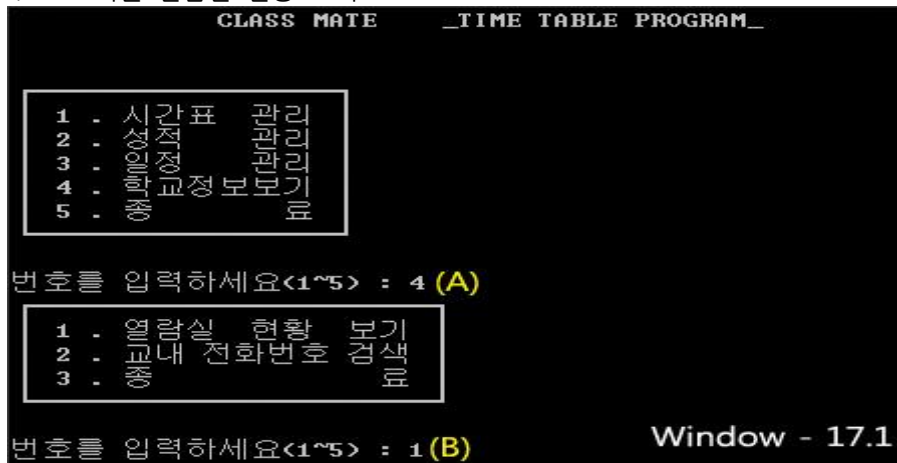 CLASS MATE _TIME TABLE PROGRAM_
1 . 시간표 관리
2 . 성적 관리
3 . 일정 관리
4 . 학교정보보기
5 . 종 료
번호를 입력하세요<1~5> : 4 (A)
1 . 열람실 현황 보기
2 . 교내 전화번호 검색
3 . 종 료
번호를 입력하세요<1~5> : 1 (B)
Window - 17.1